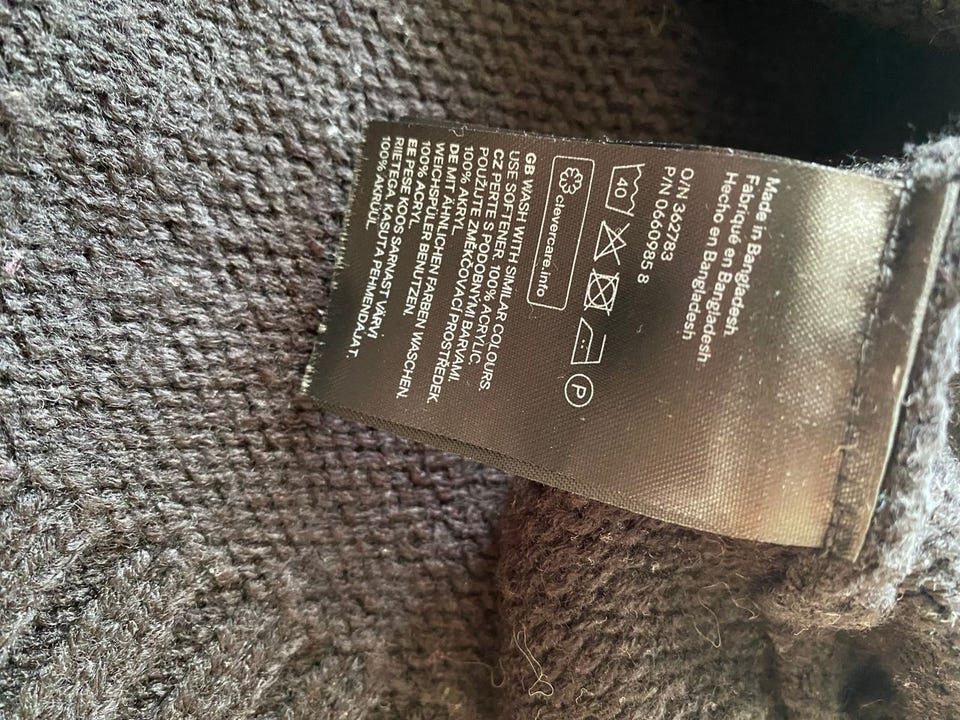 Made in Bangladesh
Fabriqué en Bangladesh
Hecho en Bangladesh
O/N 362783
P/N 0666985 8
40
P
clevercare.info
GB WASH WITH SIMILAR COLOURS.
USE SOFTENER. 100% ACRYLIC.
CZ PERTE S PODOBNÝMI BARVAMI.
POUŽIJTE ZMĚKČOVACÍ PROSTŘEDEK.
100% AKRYL
DE MIT ÄHNLICHEN FARBEN WASCHEN.
WEICHSPÜLER BENUTZEN.
100% ACRYL
EE PESE KOOS SARNAST VÄRVI
RIIETEGA. KASUTA PEHMENDAJAT.
100% AKRÜÜL